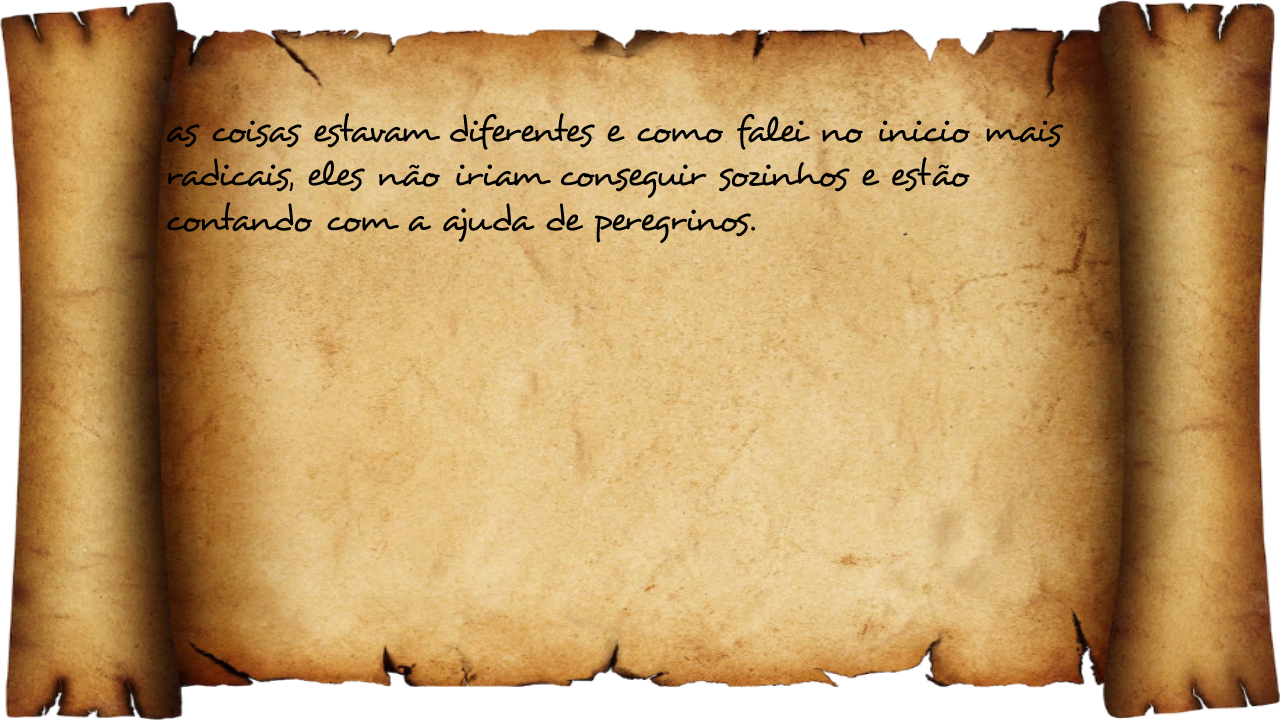 as coisas estavam diferentes e como falei no inicio mais
radicais, eles não iriam conseguir sozinhos e estão
contando com a ajuda de peregrinos.